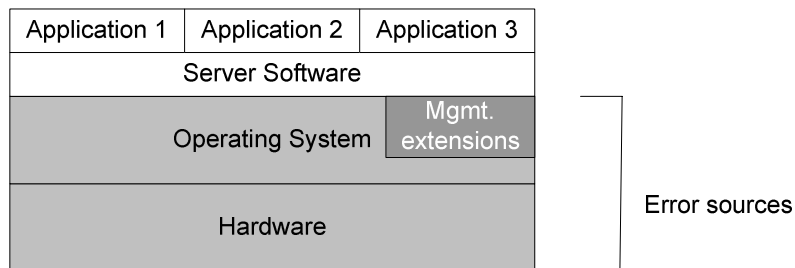 Application 1
Application 2
Application 3
Server Software
Mgmt.
extensions
Operating System
Error sources
Hardware